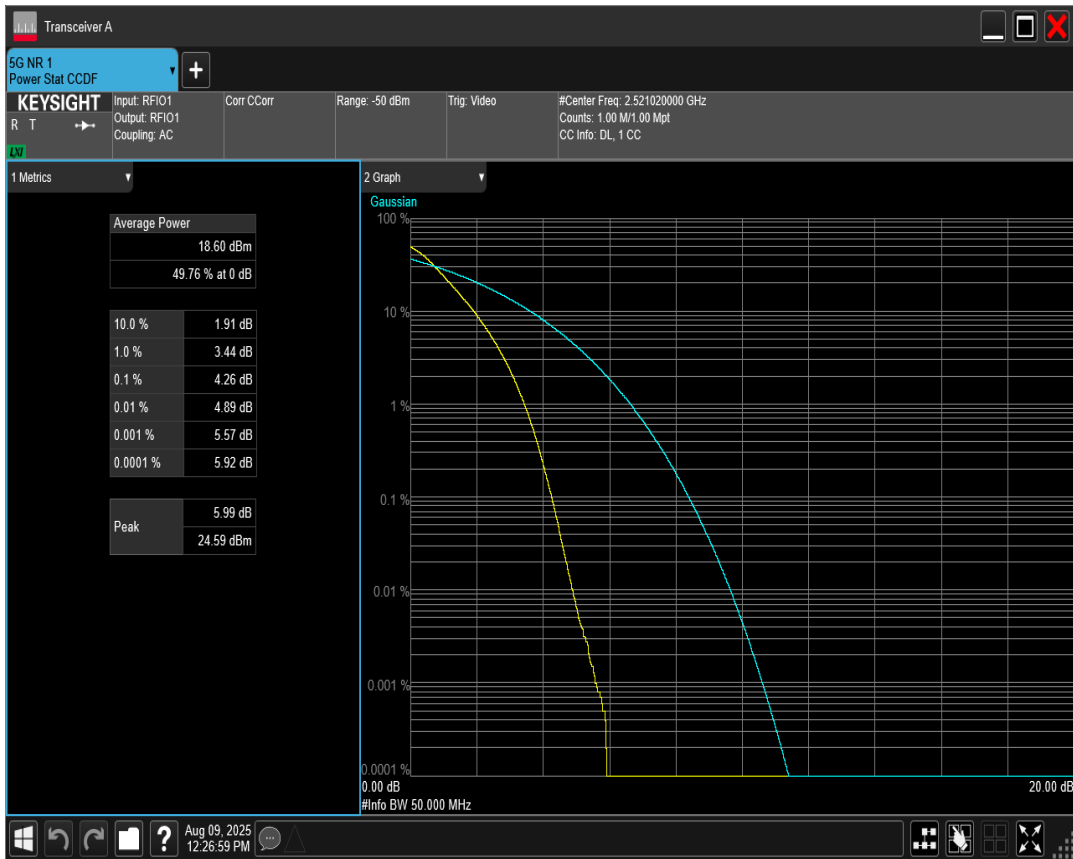 Transceiver A
5G NR 1
Power Stat CCDF
+
KEYSIGHT
R T
LXI
Input: RFIO1
Output: RFIO1
Coupling: AC
Corr CCorr
Range: -50 dBm
Trig: Video
#Center Freq: 2.521020000 GHz
Counts: 1.00 M/1.00 Mpt
CC Info: DL, 1 CC
1 Metrics
Average Power
18.60 dBm
49.76 % at 0 dB
10.0 % 1.91 dB
1.0 % 3.44 dB
0.1 % 4.26 dB
0.01 % 4.89 dB
0.001 % 5.57 dB
0.0001 % 5.92 dB
Peak
5.99 dB
24.59 dBm
2 Graph
Gaussian
100 %
10 %
1 %
0.1 %
0.01 %
0.001 %
0.0001 %
0.00 dB 20.00 dB
#Info BW 50.000 MHz
?
Aug 09, 2025
12:26:59 PM